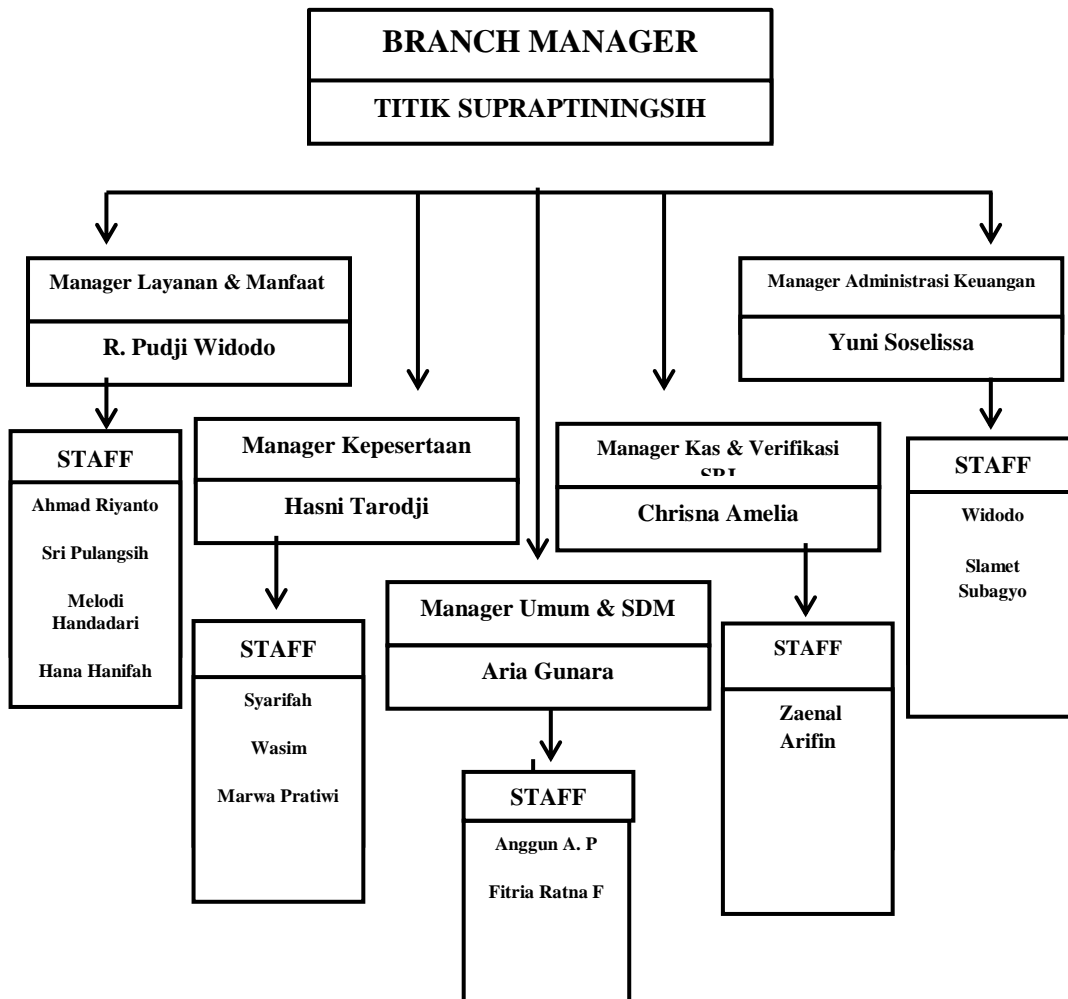 BRANCH MANAGER
TITIK SUPRAPTININGSIH
Manager Layanan & Manfaat
R. Pudji Widodo
STAFF
Ahmad Riyanto
Sri Pulangsih
Melodi
Handadari
Hana Hanifah
Manager Kepesertaan
Hasni Tarodji
STAFF
Syarifah
Wasim
Marwa Pratiwi
Manager Umum & SDM
Aria Gunara
STAFF
Anggun A. P
Fitria Ratna F
Manager Kas & Verifikasi
Chrisna Amelia
STAFF
Zaenal
Arifin
Manager Administrasi Keuangan
Yuni Soselissa
STAFF
Widodo
Slamet
Subagyo